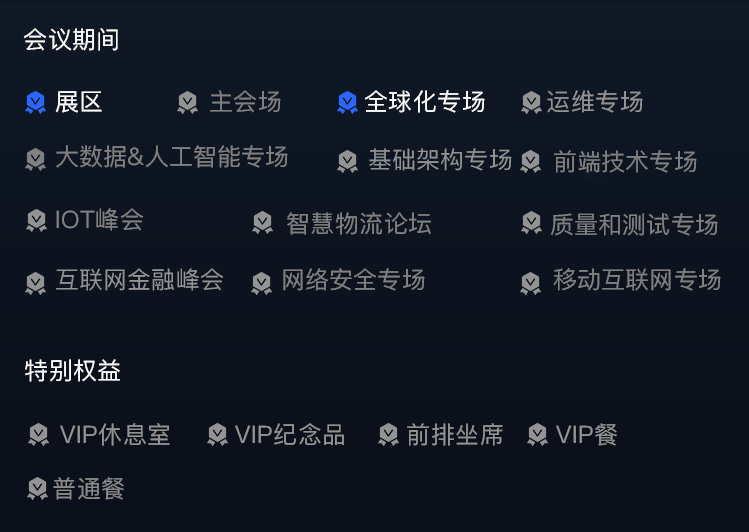 会议期间
展区 主会场 全球化专场 运维专场
大数据&人工智能专场 基础架构专场 前端技术专场
IOT峰会 智慧物流论坛 质量和测试专场
互联网金融峰会 网络安全专场 移动互联网专场
特别权益
VIP休息室 VIP纪念品 前排坐席 VIP餐
普通餐